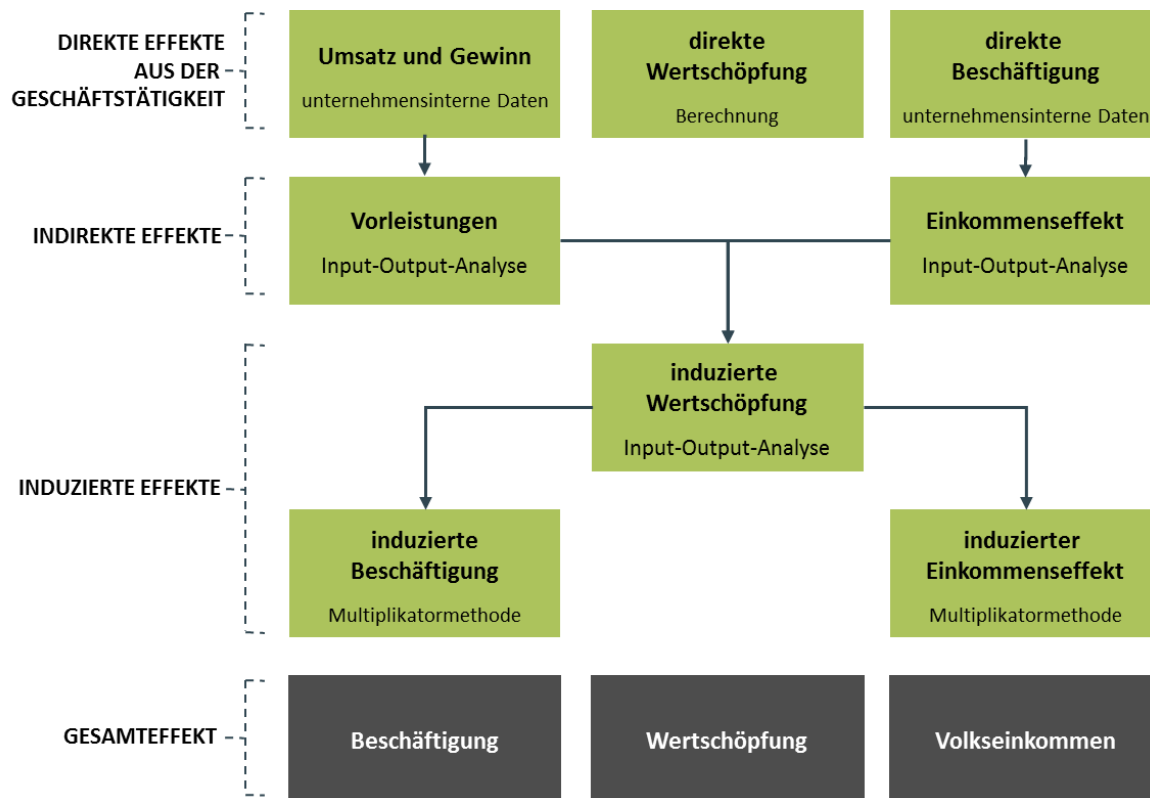 DIREKTE EFFEKTE
AUS DER
GESCHÄFTSTÄTIGKEIT
Umsatz und Gewinn
unternehmensinterne Daten
direkte
Wertschöpfung
Berechnung
direkte
Beschäftigung
unternehmensinterne Daten
INDIREKTE EFFEKTE
Vorleistungen
Input-Output-Analyse
Einkommenseffekt
Input-Output-Analyse
INDUZIERTE EFFEKTE
induzierte
Wertschöpfung
Input-Output-Analyse
induzierte
Beschäftigung
Multiplikatormethode
induzierter
Einkommenseffekt
Multiplikatormethode
GESAMTEFFEKT
Beschäftigung
Wertschöpfung
Volkseinkommen